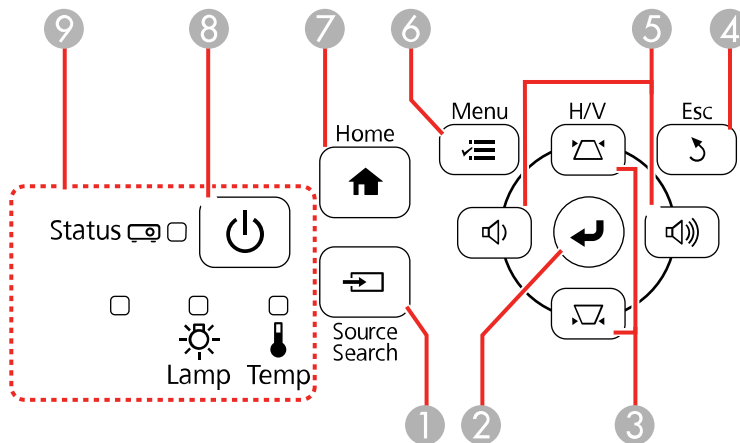 9 8 7 6 5 4
Menu H/V Esc
Home
Status
Source
Search
Lamp Temp
1 2 3